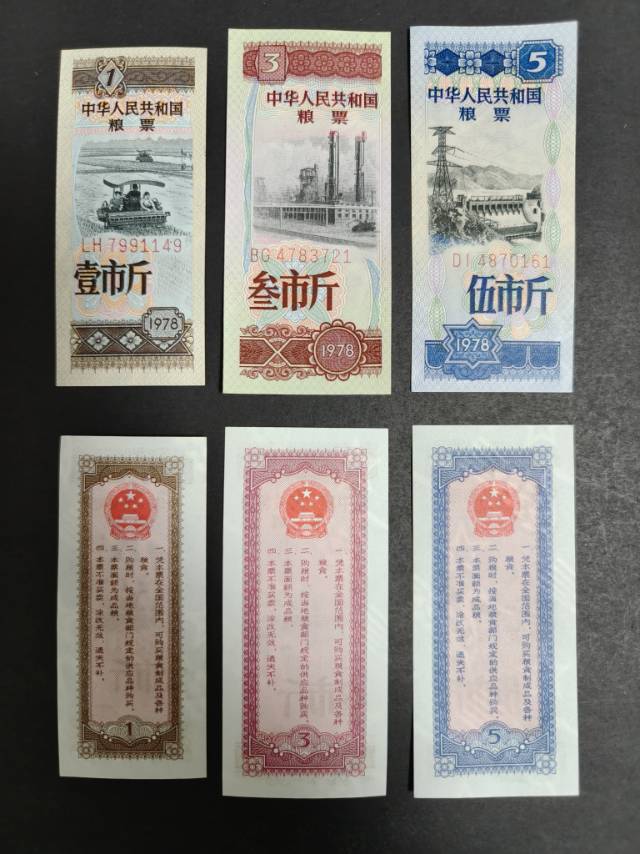 1
中华人民共和国
粮票
LH 7991149
壹市斤
1978
3
中华人民共和国
粮票
BG 4783721
叁市斤
1978
5
中华人民共和国
粮票
DI 4870161
伍市斤
1978
一、凭本票在全国范围内，可购买粮食制成品及各种
粮食。
二、购粮时，按当地粮食部门规定的供应品种购买。
三、本票面额为成品粮。
四、本票不准买卖，涂改无效，遗失不补。
1
一、凭本票在全国范围内，可购买粮食制成品及各种
粮食。
二、购粮时，按当地粮食部门规定的供应品种购买。
三、本票面额为成品粮。
四、本票不准买卖，涂改无效，遗失不补。
3
一、凭本票在全国范围内，可购买粮食制成品及各种
粮食。
二、购粮时，按当地粮食部门规定的供应品种购买。
三、本票面额为成品粮。
四、本票不准买卖，涂改无效，遗失不补。
5